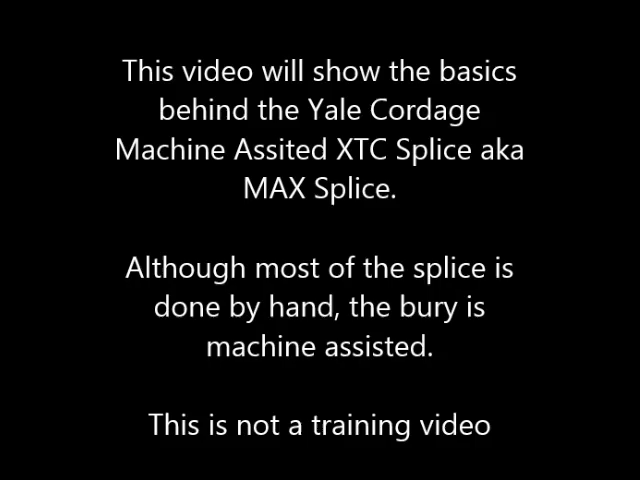 This video will show the basics
behind the Yale Cordage
Machine Assited XTC Splice aka
MAX Splice.
Although most of the splice is
done by hand, the bury is
machine assisted.
This is not a training video